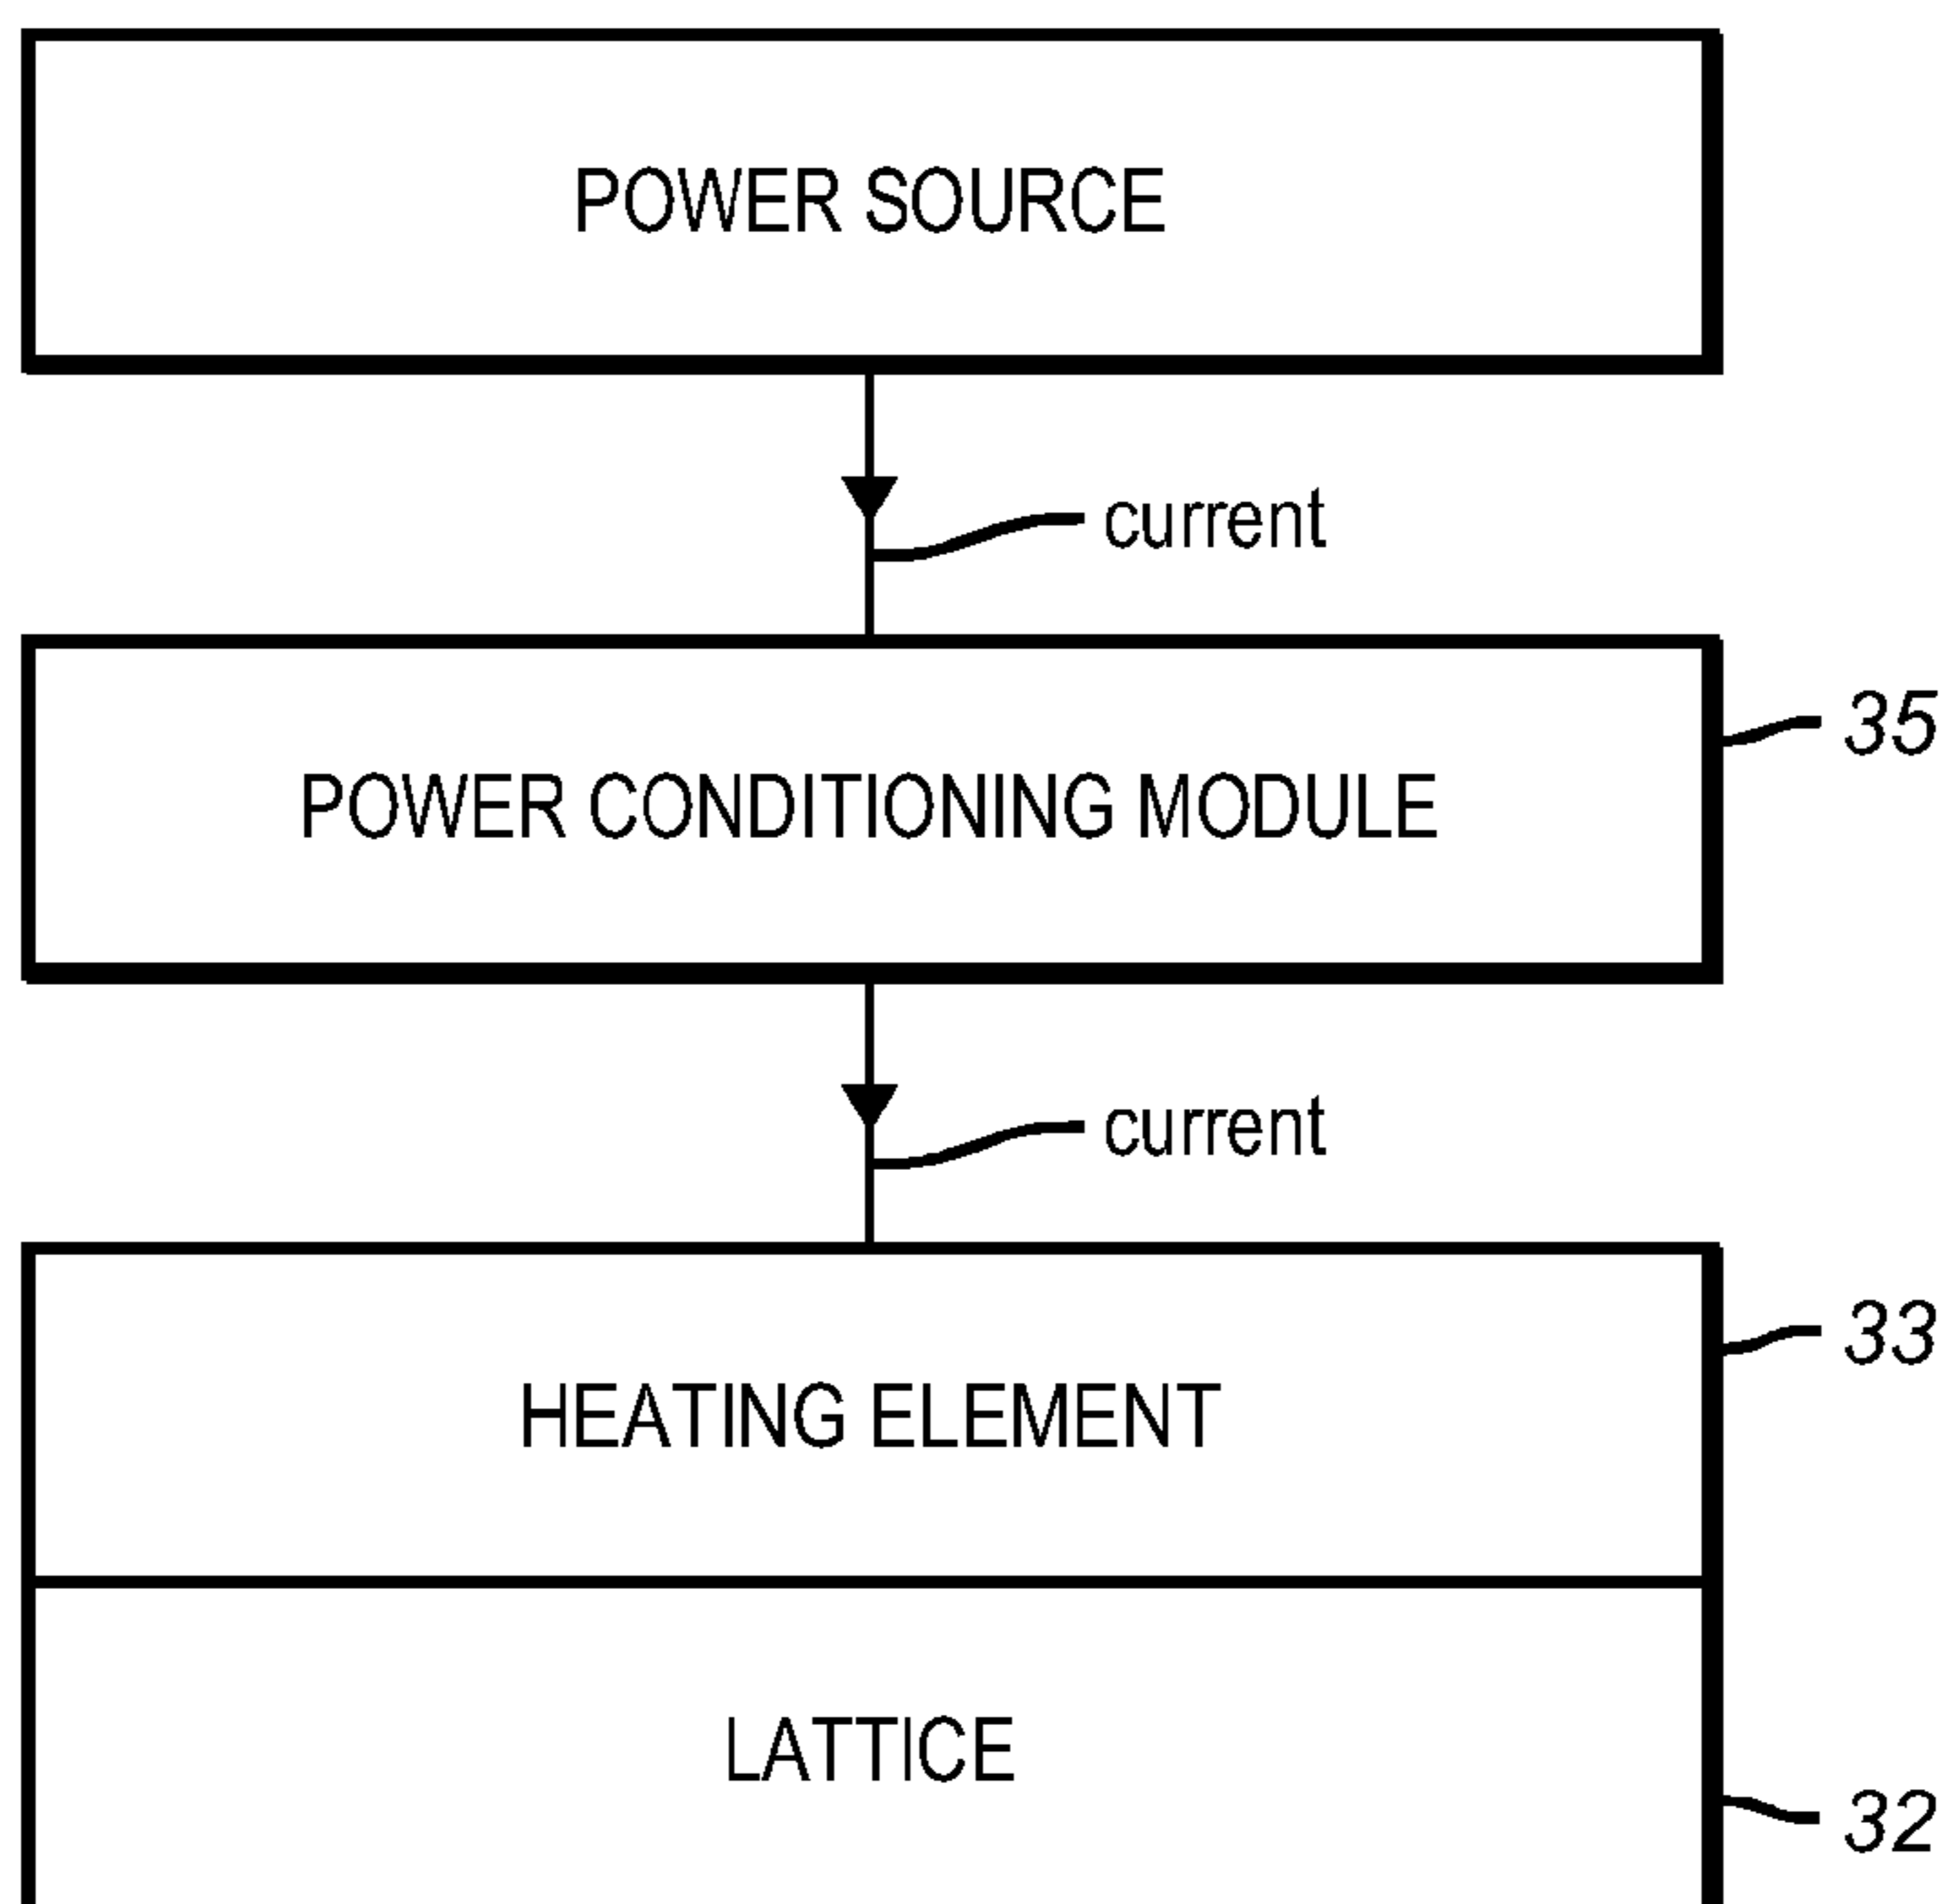 POWER SOURCE
current
35
POWER CONDITIONING MODULE
current
33
HEATING ELEMENT
LATTICE
32